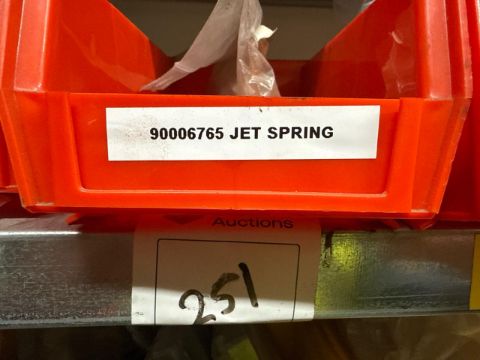 90006765 JET SPRING
Auctions
251